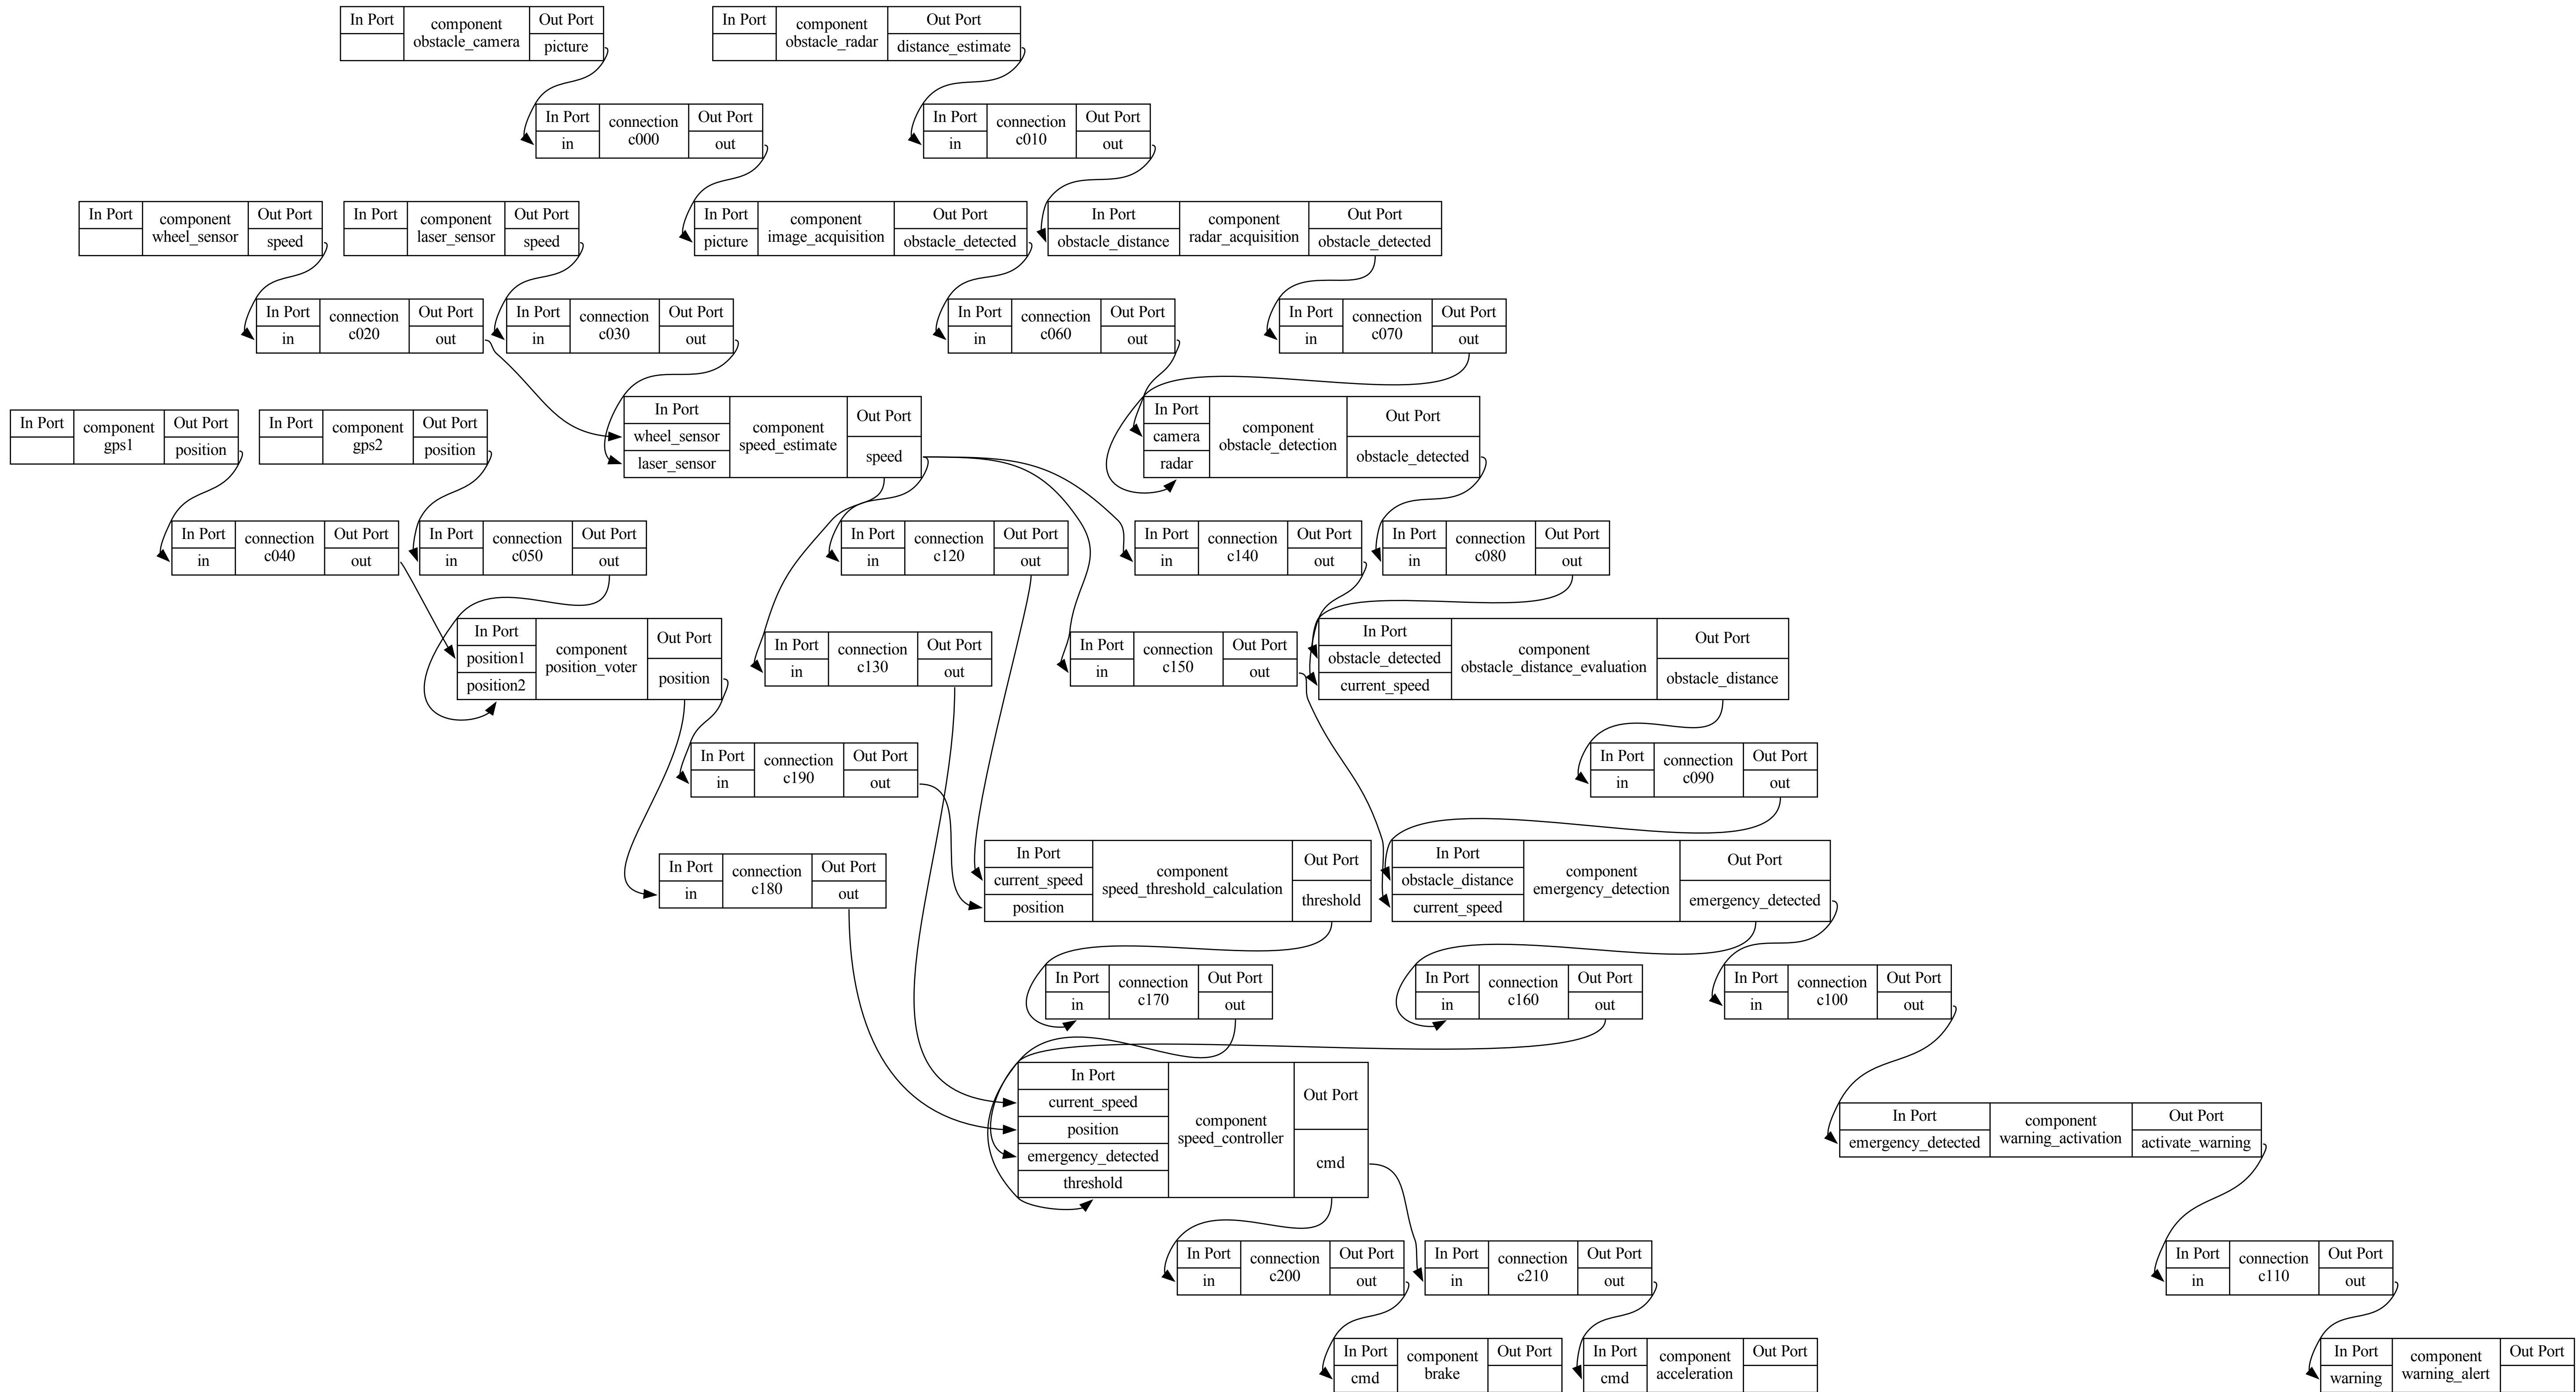 In Port
component
obstacle_camera
Out Port
picture
In Port
component
obstacle_radar
Out Port
distance_estimate
In Port
in
connection
c000
Out Port
out
In Port
in
connection
c010
Out Port
out
In Port
component
wheel_sensor
Out Port
speed
In Port
component
laser_sensor
Out Port
speed
In Port
picture
component
image_acquisition
Out Port
obstacle_detected
In Port
obstacle_distance
component
radar_acquisition
Out Port
obstacle_detected
In Port
in
connection
c020
Out Port
out
In Port
in
connection
c030
Out Port
out
In Port
in
connection
c060
Out Port
out
In Port
in
connection
c070
Out Port
out
In Port
component
gps1
Out Port
position
In Port
component
gps2
Out Port
position
In Port
wheel_sensor
laser_sensor
component
speed_estimate
Out Port
speed
In Port
camera
radar
component
obstacle_detection
Out Port
obstacle_detected
In Port
in
connection
c040
Out Port
out
In Port
in
connection
c050
Out Port
out
In Port
in
connection
c120
Out Port
out
In Port
in
connection
c140
Out Port
out
In Port
in
connection
c080
Out Port
out
In Port
position1
position2
component
position_voter
Out Port
position
In Port
in
connection
c130
Out Port
out
In Port
in
connection
c150
Out Port
out
In Port
obstacle_detected
current_speed
component
obstacle_distance_evaluation
Out Port
obstacle_distance
In Port
in
connection
c190
Out Port
out
In Port
in
connection
c090
Out Port
out
In Port
in
connection
c180
Out Port
out
In Port
current_speed
position
component
speed_threshold_calculation
Out Port
threshold
In Port
obstacle_distance
current_speed
component
emergency_detection
Out Port
emergency_detected
In Port
in
connection
c170
Out Port
out
In Port
in
connection
c160
Out Port
out
In Port
in
connection
c100
Out Port
out
In Port
current_speed
position
emergency_detected
threshold
component
speed_controller
Out Port
cmd
In Port
emergency_detected
component
warning_activation
Out Port
activate_warning
In Port
in
connection
c200
Out Port
out
In Port
in
connection
c210
Out Port
out
In Port
in
connection
c110
Out Port
out
In Port
cmd
component
brake
Out Port
In Port
cmd
component
acceleration
Out Port
In Port
warning
component
warning_alert
Out Port